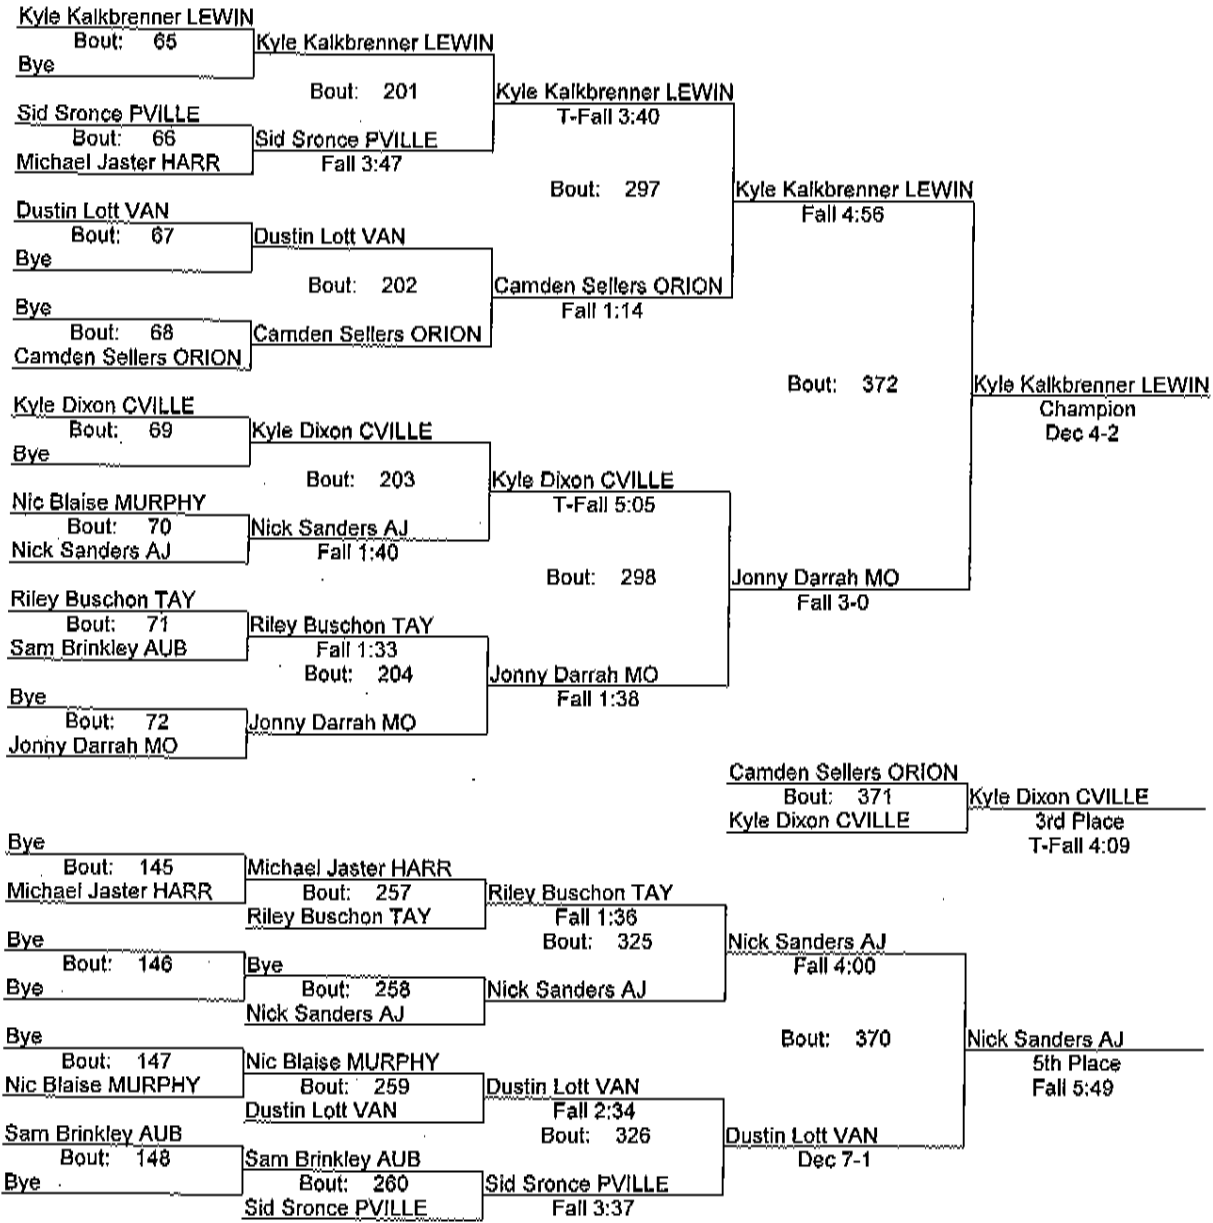 Kyle Kalkbrenner LEWIN
Bout: 65
Bye
Kyle Kalkbrenner LEWIN
Bout: 201
Sid Sronce PVILLE
Bout: 66
Michael Jaster HARR
Sid Sronce PVILLE
Fall 3:47
Kyle Kalkbrenner LEWIN
T-Fall 3:40
Bout: 297
Dustin Lott VAN
Bout: 67
Bye
Dustin Lott VAN
Bout: 202
Bye
Bout: 68
Camden Sellers ORION
Camden Sellers ORION
Camden Sellers ORION
Fall 1:14
Kyle Kalkbrenner LEWIN
Fall 4:56
Bout: 372
Kyle Kalkbrenner LEWIN
Champion
Dec 4-2
Kyle Dixon CVILLE
Bout: 69
Bye
Kyle Dixon CVILLE
Bout: 203
Nic Blaise MURPHY
Bout: 70
Nick Sanders AJ
Nick Sanders AJ
Fall 1:40
Kyle Dixon CVILLE
T-Fall 5:05
Bout: 298
Riley Buschon TAY
Bout: 71
Sam Brinkley AUB
Riley Buschon TAY
Fall 1:33
Bout: 204
Bye
Bout: 72
Jonny Darrah MO
Jonny Darrah MO
Jonny Darrah MO
Fall 1:38
Jonny Darrah MO
Fall 3-0
Camden Sellers ORION
Bout: 371
Kyle Dixon CVILLE
Kyle Dixon CVILLE
3rd Place
T-Fall 4:09
Bye
Bout: 145
Michael Jaster HARR
Michael Jaster HARR
Bout: 257
Riley Buschon TAY
Riley Buschon TAY
Fall 1:36
Bout: 325
Bye
Bout: 146
Bye
Bye
Bout: 258
Nick Sanders AJ
Nick Sanders AJ
Nick Sanders AJ
Fall 4:00
Bout: 370
Nick Sanders AJ
5th Place
Fall 5:49
Bye
Bout: 147
Nic Blaise MURPHY
Nic Blaise MURPHY
Bout: 259
Dustin Lott VAN
Dustin Lott VAN
Fall 2:34
Bout: 326
Sam Brinkley AUB
Bout: 148
Bye
Sam Brinkley AUB
Bout: 260
Sid Sronce PVILLE
Sid Sronce PVILLE
Fall 3:37
Dustin Lott VAN
Dec 7-1